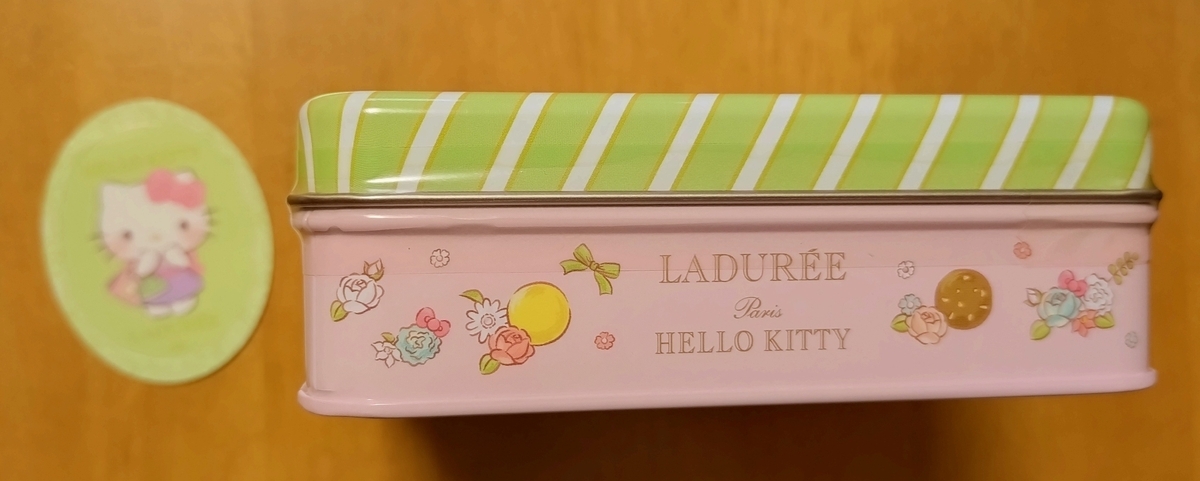 LADURÉE
Paris
HELLO KITTY